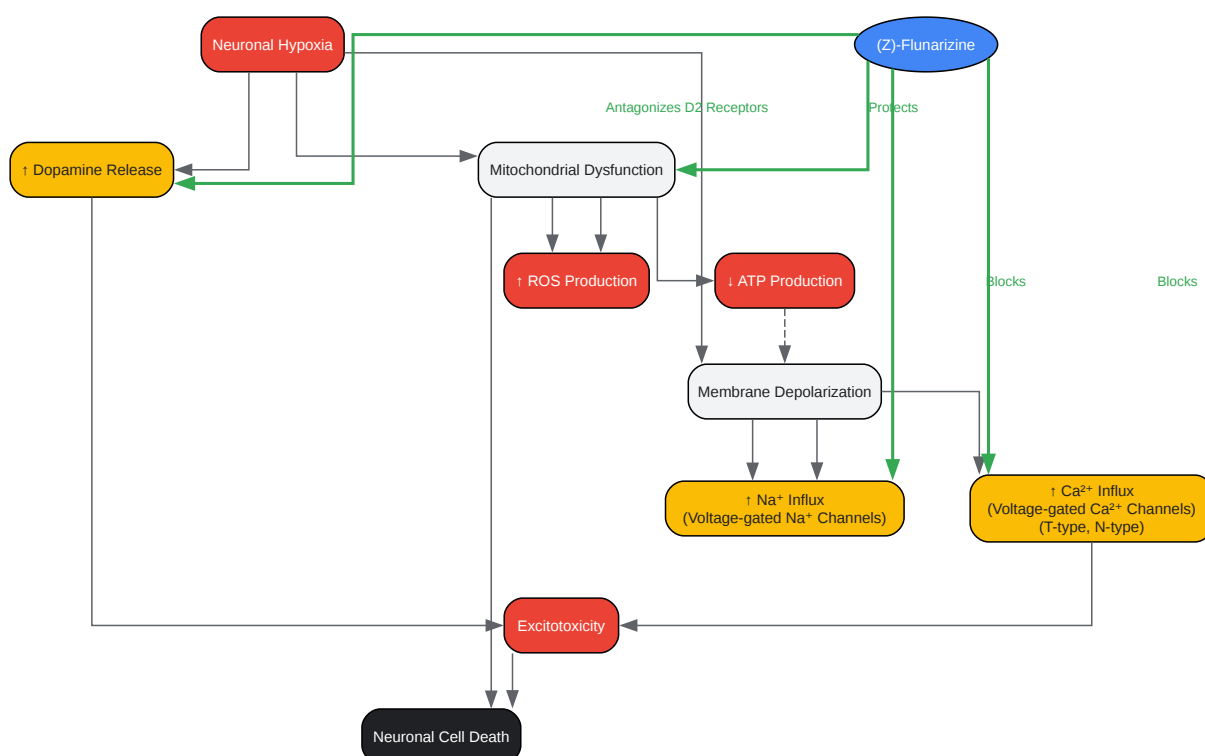 Neuronal Hypoxia
(Z)-Flunarizine
Antagonizes D2 Receptors
Protects
↑ Dopamine Release
Mitochondrial Dysfunction
↑ ROS Production
↓ ATP Production
Blocks
Blocks
Membrane Depolarization
↑ Na⁺ Influx
(Voltage-gated Na⁺ Channels)
↑ Ca²⁺ Influx
(Voltage-gated Ca²⁺ Channels)
(T-type, N-type)
Excitotoxicity
Neuronal Cell Death